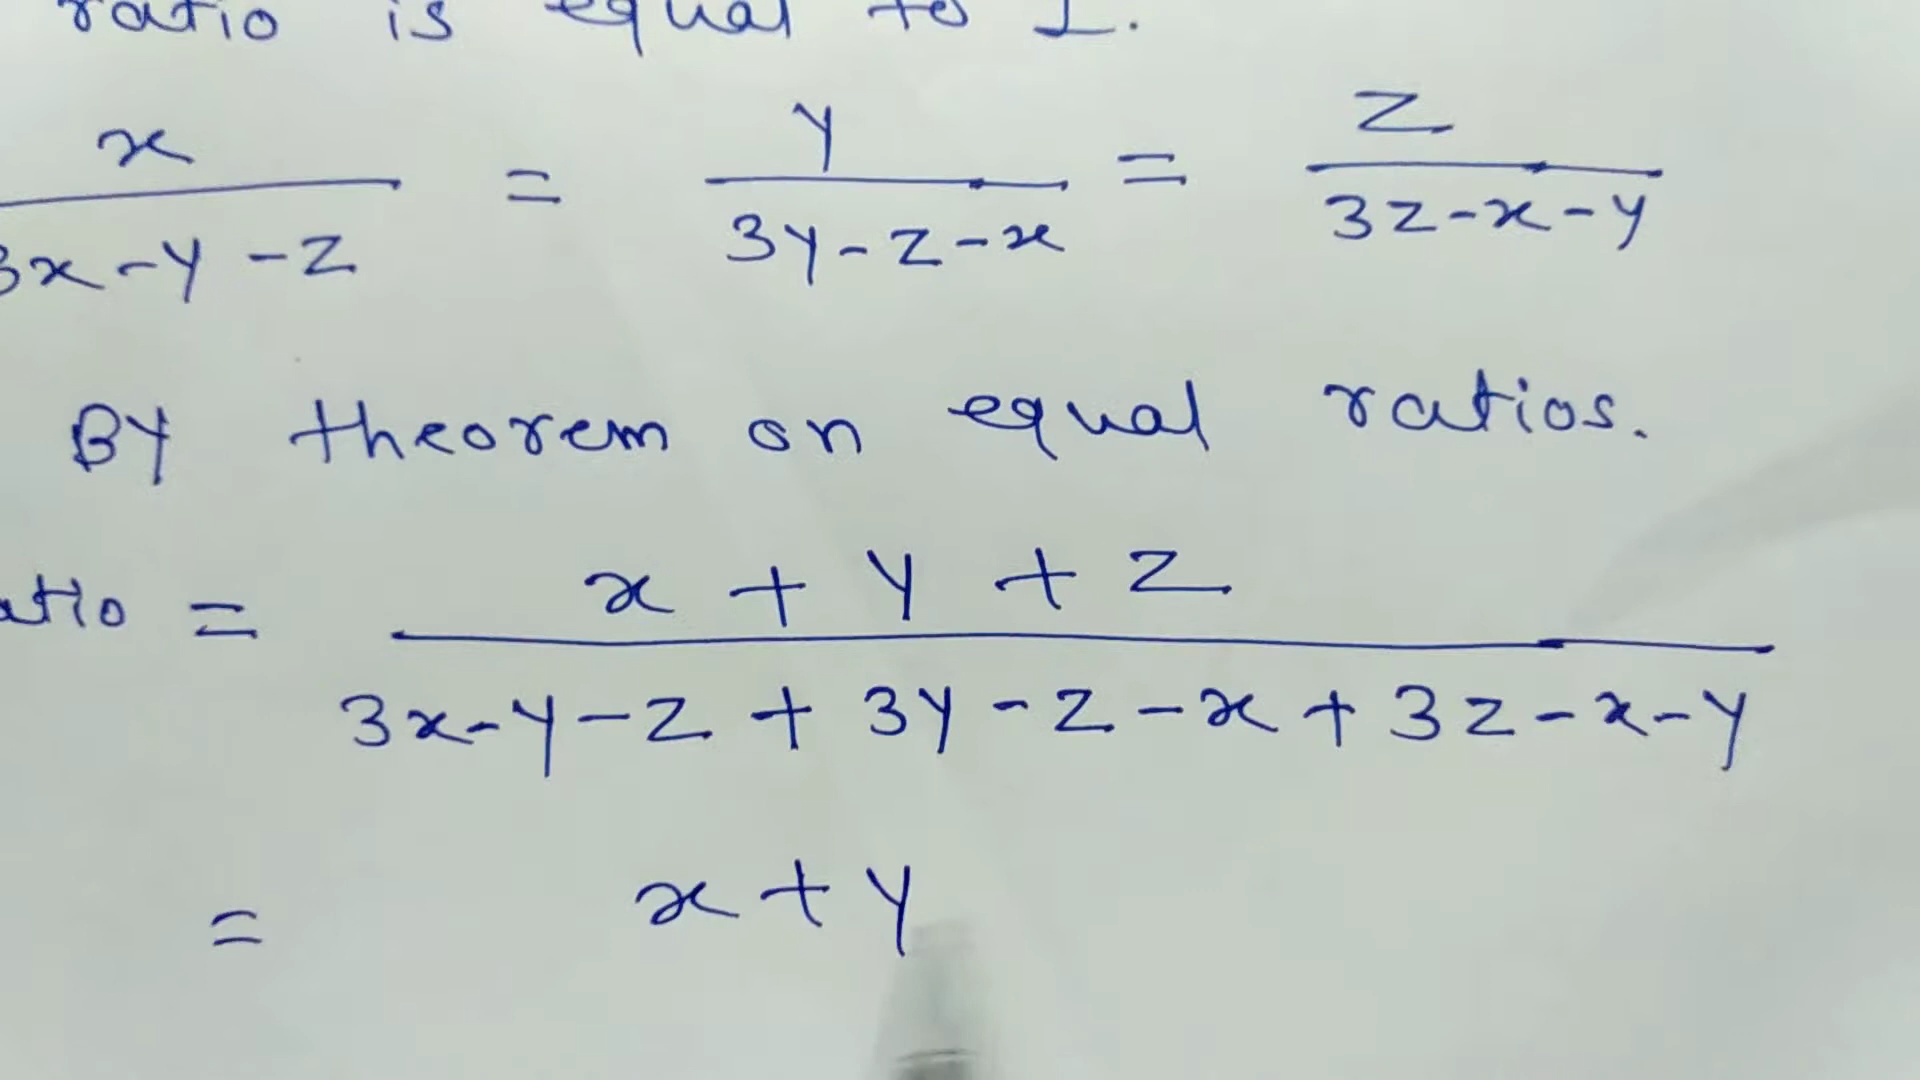 ratio is equal to 1.
x / 3x-y-z = y / 3y-z-x = z / 3z-x-y
By theorem on equal ratios.
atio = x + y + z / 3x-y-z + 3y-z-x + 3z-x-y
= x + y